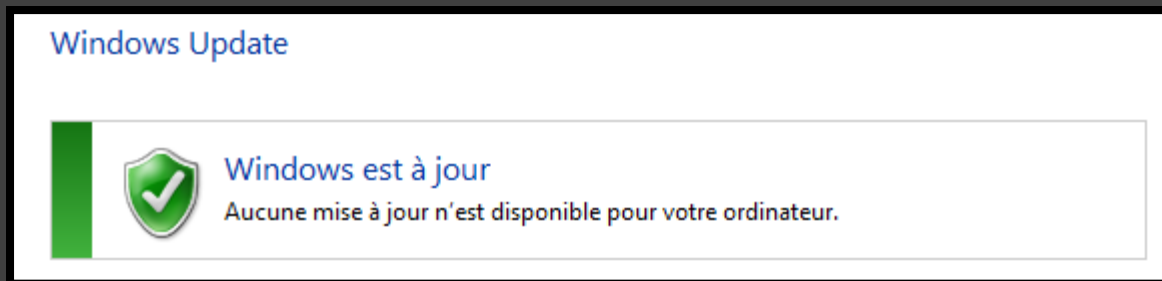 Windows Update
Windows est à jour
Aucune mise à jour n'est disponible pour votre ordinateur.